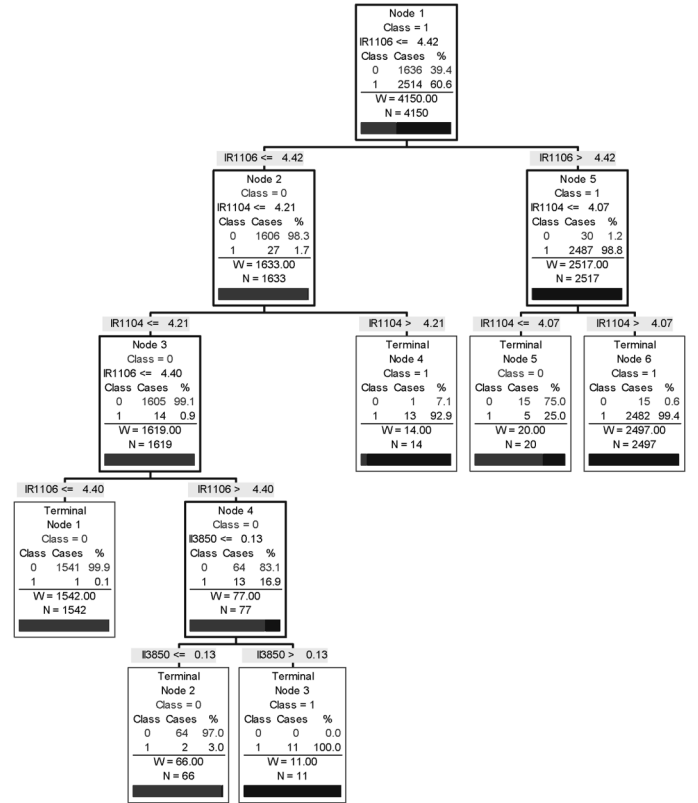 Node 1
Class = 1
IR1106 <= 4.42
Class Cases %
0 1636 39.4
1 2514 60.6
W = 4150.00
N = 4150
IR1106 <= 4.42
IR1106 > 4.42
Node 2
Class = 0
IR1104 <= 4.21
Class Cases %
0 1606 98.3
1 27 1.7
W = 1633.00
N = 1633
Node 5
Class = 1
IR1104 <= 4.07
Class Cases %
0 30 1.2
1 2487 98.8
W = 2517.00
N = 2517
IR1104 <= 4.21
IR1104 > 4.21
IR1104 <= 4.07
IR1104 > 4.07
Node 3
Class = 0
IR1106 <= 4.40
Class Cases %
0 1605 99.1
1 14 0.9
W = 1619.00
N = 1619
Terminal
Node 4
Class = 1
Class Cases %
0 1 7.1
1 13 92.9
W = 14.00
N = 14
Terminal
Node 5
Class = 0
Class Cases %
0 15 75.0
1 5 25.0
W = 20.00
N = 20
Terminal
Node 6
Class = 1
Class Cases %
0 15 0.6
1 2482 99.4
W = 2497.00
N = 2497
IR1106 <= 4.40
IR1106 > 4.40
Terminal
Node 1
Class = 0
Class Cases %
0 1541 99.9
1 1 0.1
W = 1542.00
N = 1542
Node 4
Class = 0
II3850 <= 0.13
Class Cases %
0 64 83.1
1 13 16.9
W = 77.00
N = 77
II3850 <= 0.13
II3850 > 0.13
Terminal
Node 2
Class = 0
Class Cases %
0 64 97.0
1 2 3.0
W = 66.00
N = 66
Terminal
Node 3
Class = 1
Class Cases %
0 0 0.0
1 11 100.0
W = 11.00
N = 11